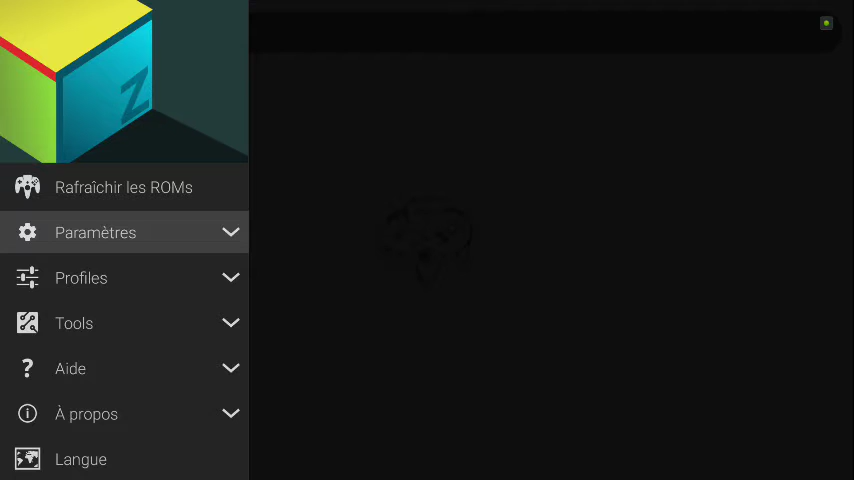 Z
Rafraîchir les ROMs
Paramètres
Profiles
Tools
Aide
À propos
Langue